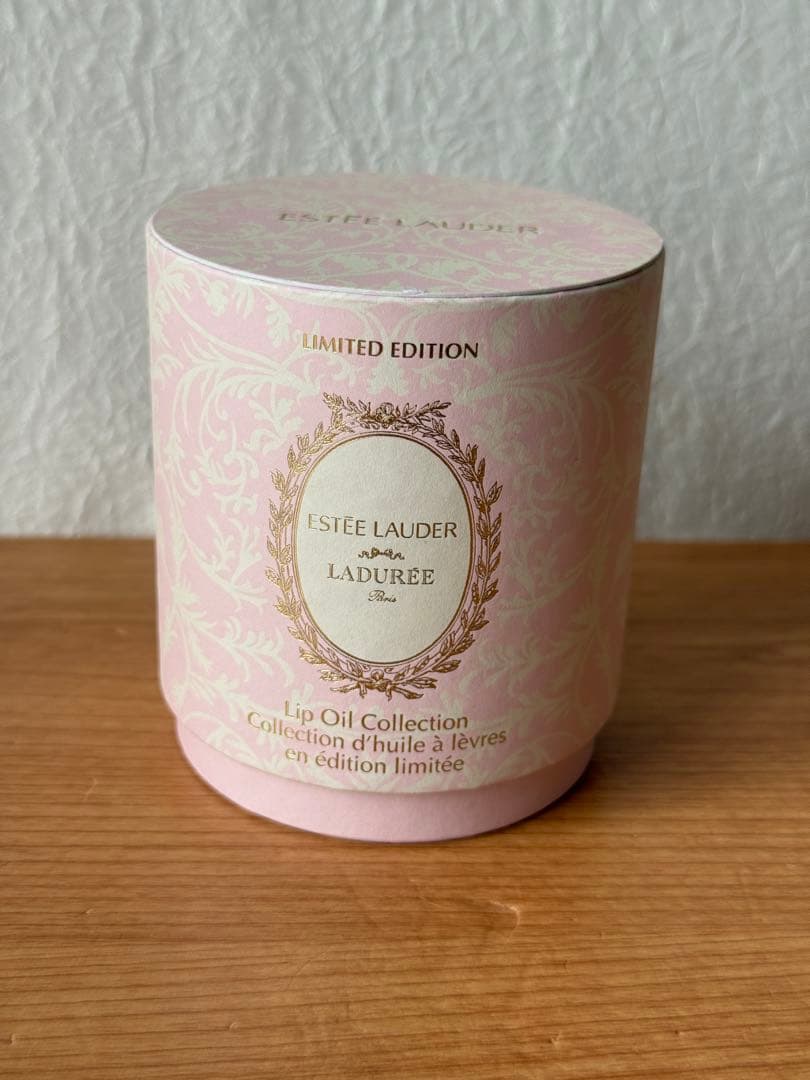 ESTĒE LAUDER
LIMITED EDITION
ESTĒE LAUDER
LADURÉE
Paris
Lip Oil Collection
Collection d'huile à lèvres
en édition limitée